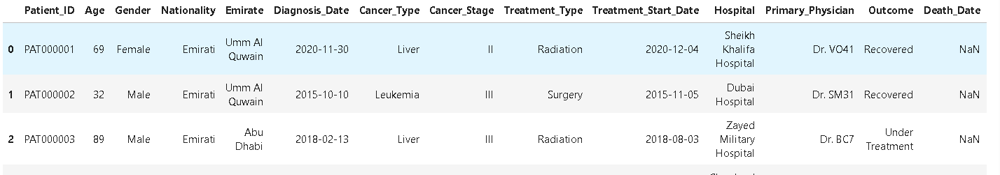 Patient_ID Age Gender Nationality Emirate Diagnosis_Date Cancer_Type Cancer_Stage Treatment_Type Treatment_Start_Date Hospital Primary_Physician Outcome Death_Date
0 PAT000001 69 Female Emirati Umm Al Quwain 2020-11-30 Liver II Radiation 2020-12-04 Sheikh Khalifa Hospital Dr. VO41 Recovered NaN
1 PAT000002 32 Male Emirati Umm Al Quwain 2015-10-10 Leukemia III Surgery 2015-11-05 Dubai Hospital Dr. SM31 Recovered NaN
2 PAT000003 89 Male Emirati Abu Dhabi 2018-02-13 Liver III Radiation 2018-08-03 Zayed Military Hospital Dr. BC7 Under Treatment NaN